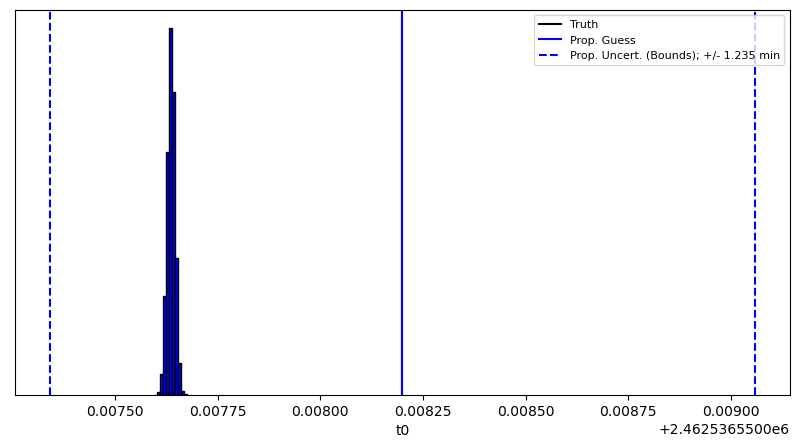 Truth
Prop. Guess
Prop. Uncert. (Bounds); +/- 1.235 min
0.00750 0.00775 0.00800 0.00825 0.00850 0.00875 0.00900
t0
+2.4625365500e6